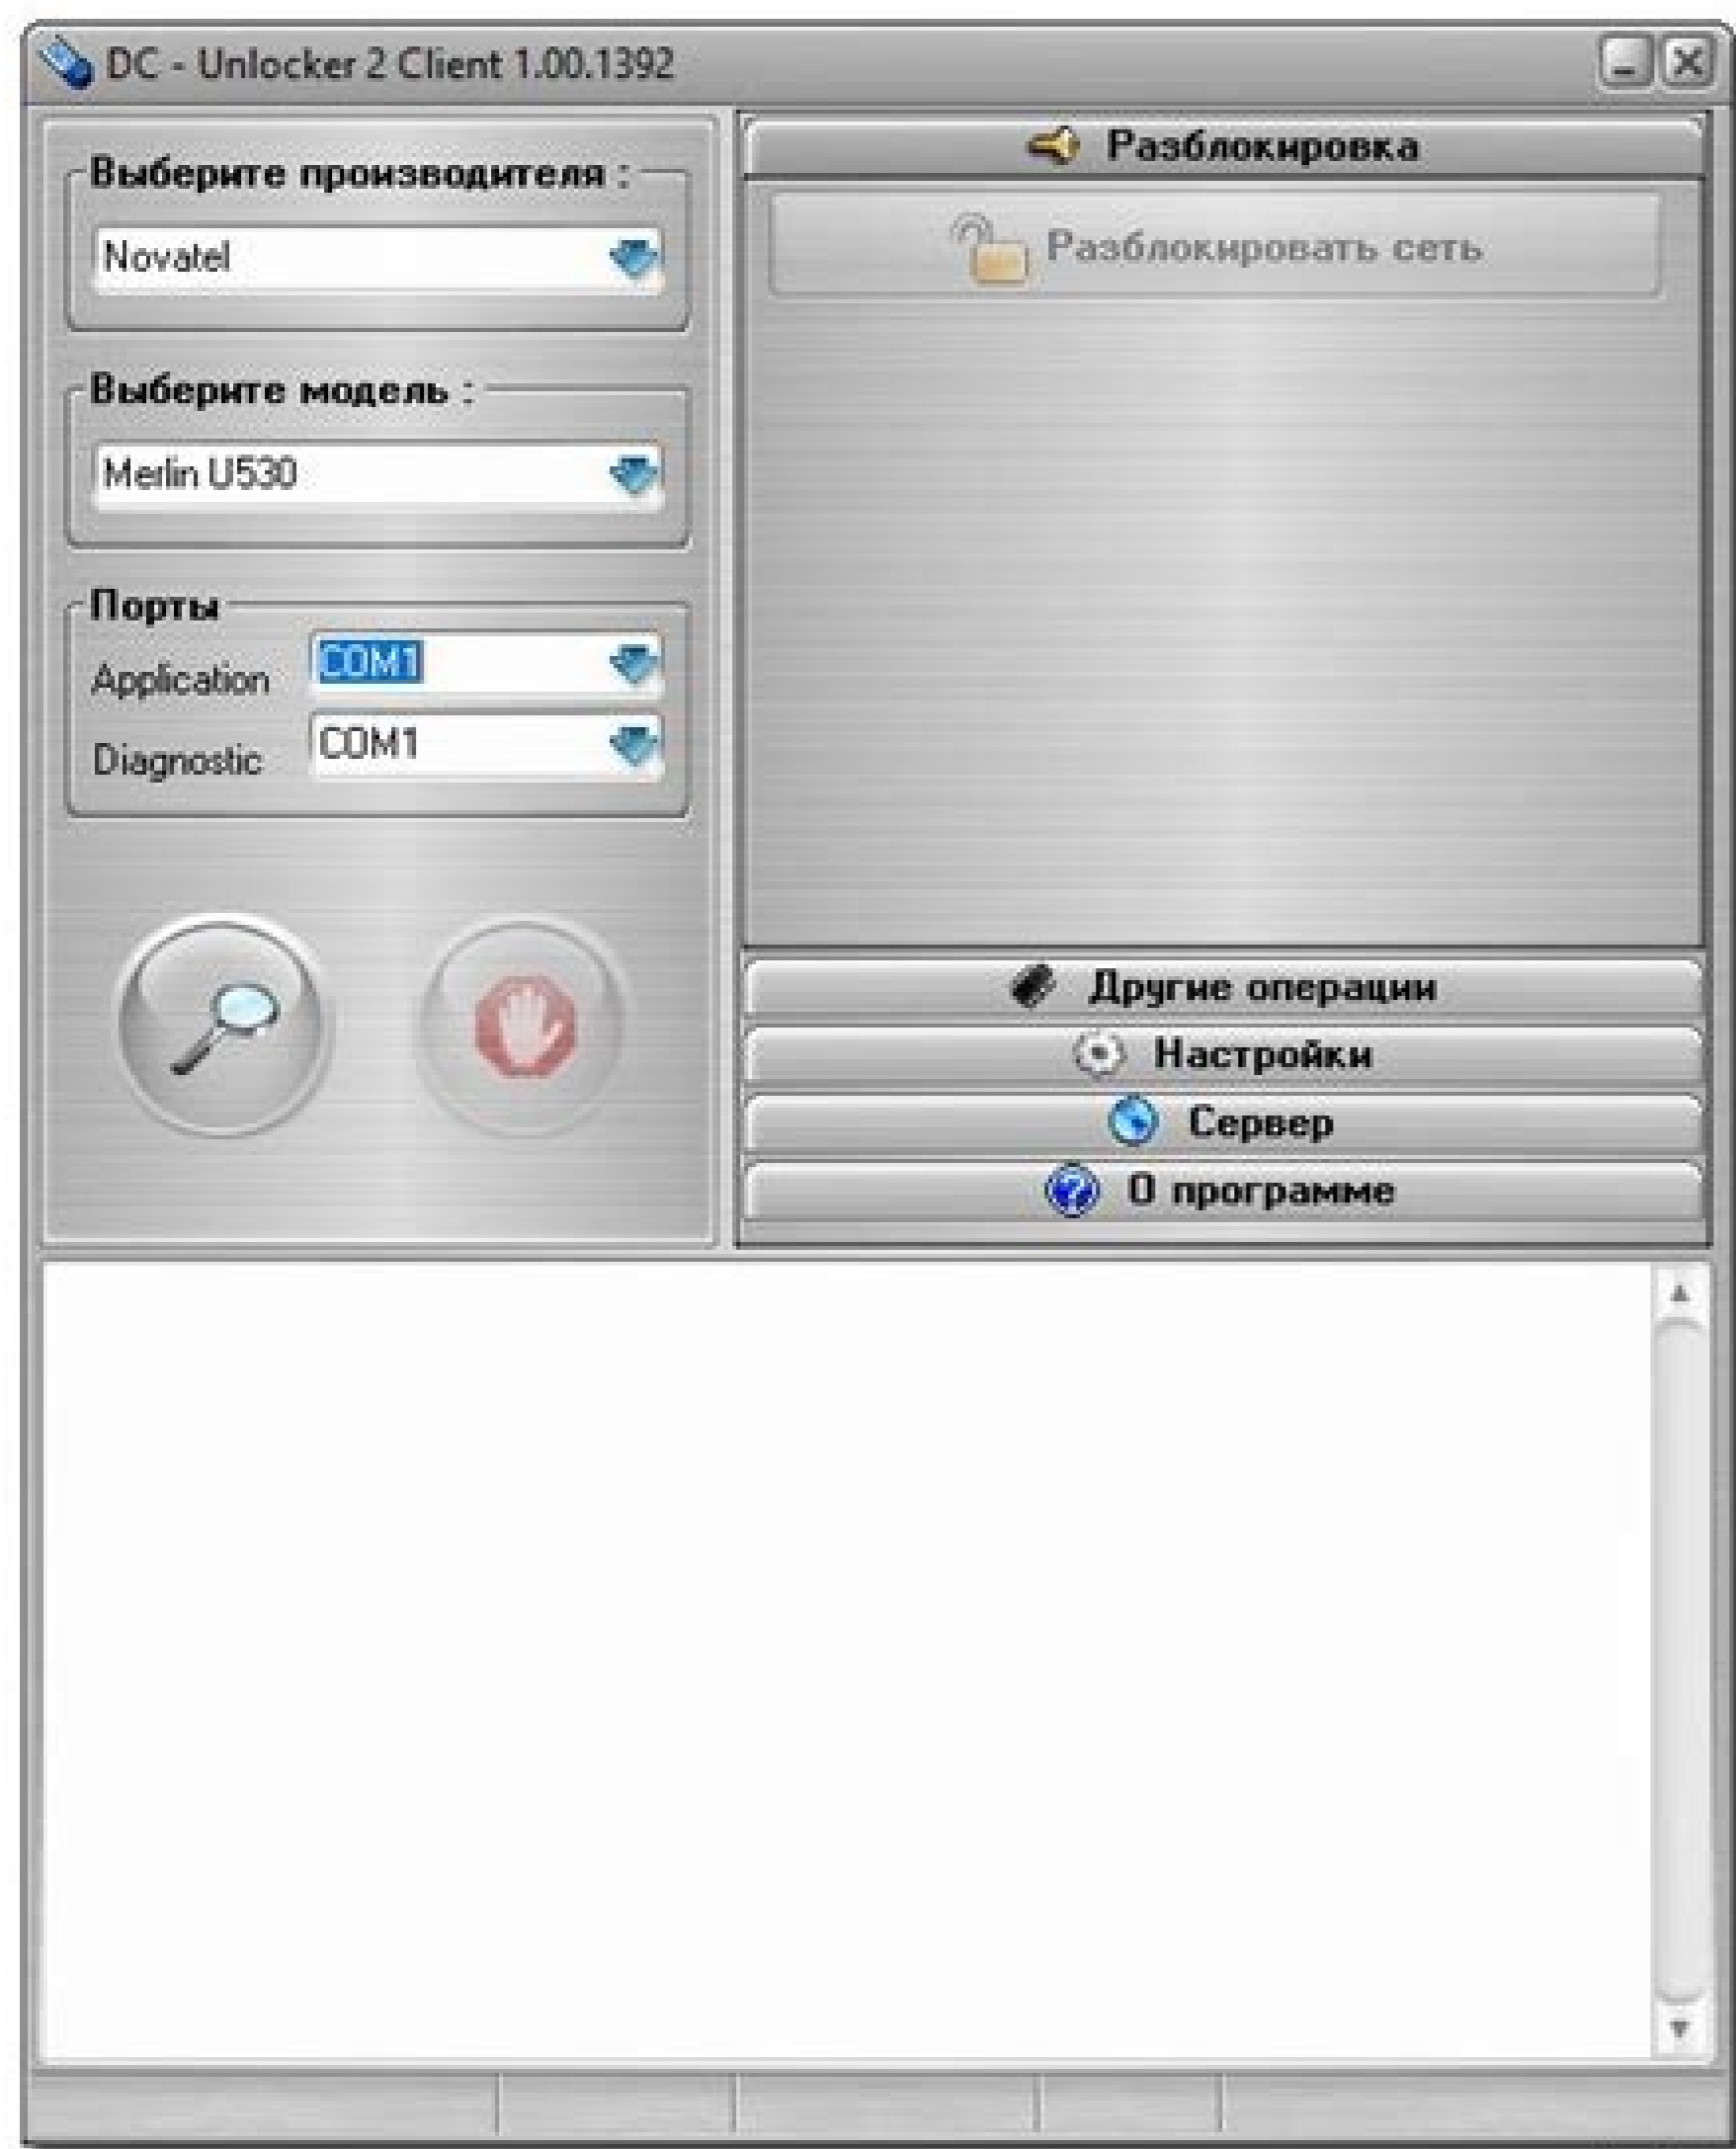 DC - Unlocker 2 Client 1.00.1392
Выберите производителя :
Novatel
Выберите модель :
Merlin U530
Порты
Application COM1
Diagnostic COM1
Разблокировка
Разблокировать сеть
Другие операции
Настройки
Сервер
О программе